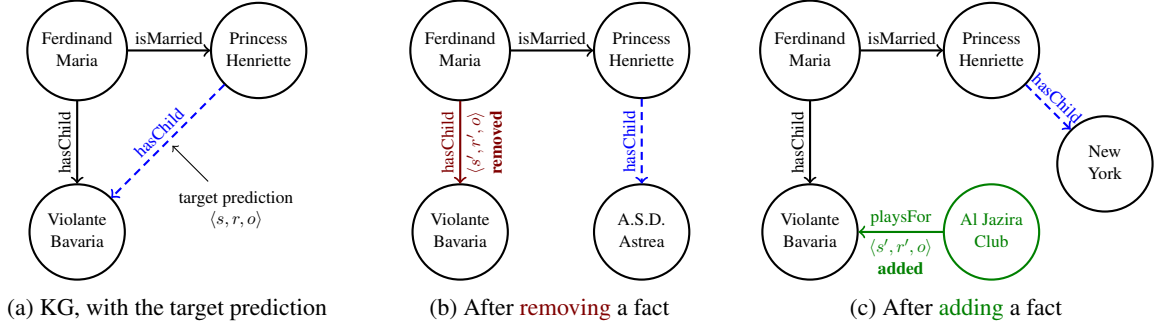 Ferdinand
Maria
isMarried
Princess
Henriette
hasChild
hasChild
target prediction
⟨s, r, o⟩
Violante
Bavaria
(a) KG, with the target prediction
Ferdinand
Maria
isMarried
Princess
Henriette
hasChild
⟨s′, r′, o⟩
removed
hasChild
Violante
Bavaria
A.S.D.
Astrea
(b) After removing a fact
Ferdinand
Maria
isMarried
Princess
Henriette
hasChild
hasChild
New
York
Violante
Bavaria
playsFor
⟨s′, r′, o⟩
added
Al Jazira
Club
(c) After adding a fact